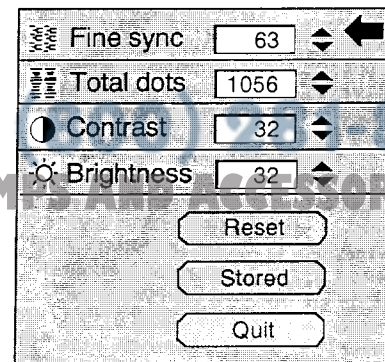 Fine sync 63
Total dots 1056
Contrast 32
Brightness 32
Reset
Stored
Quit